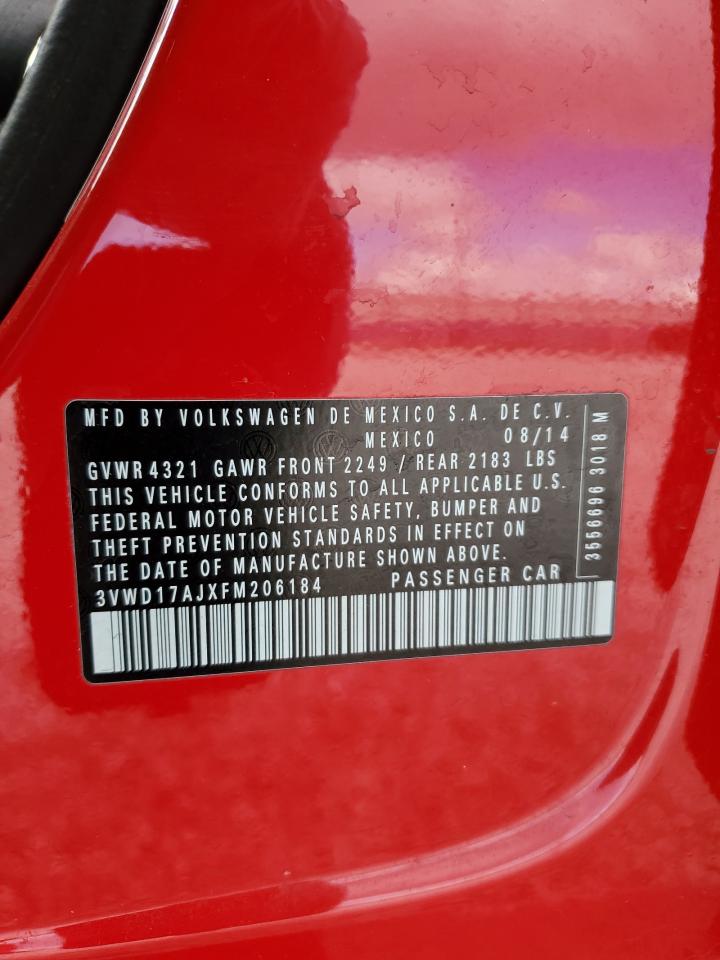 MFD BY VOLKSWAGEN DE MEXICO S.A. DE C.V.
MEXICO 08/14
GVWR 4321 GAWR FRONT 2249 / REAR 2183 LBS
THIS VEHICLE CONFORMS TO ALL APPLICABLE U.S.
FEDERAL MOTOR VEHICLE SAFETY, BUMPER AND
THEFT PREVENTION STANDARDS IN EFFECT ON
THE DATE OF MANUFACTURE SHOWN ABOVE.
3VWD17AJXFM206184 PASSENGER CAR
3556696 3018 M